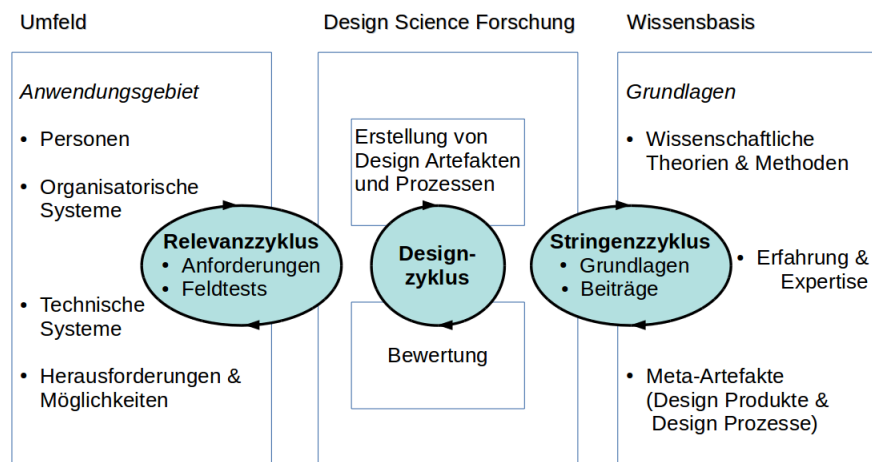 Umfeld
Anwendungsgebiet
• Personen
• Organisatorische
Systeme
• Technische
Systeme
• Herausforderungen &
Möglichkeiten
Relevanzzyklus
• Anforderungen
• Feldtests
Design Science Forschung
Erstellung von
Design Artefakten
und Prozessen
Design-
zyklus
Bewertung
Stringenzzyklus
• Grundlagen
• Beiträge
Wissensbasis
Grundlagen
• Wissenschaftliche
Theorien & Methoden
• Erfahrung &
Expertise
• Meta-Artefakte
(Design Produkte &
Design Prozesse)